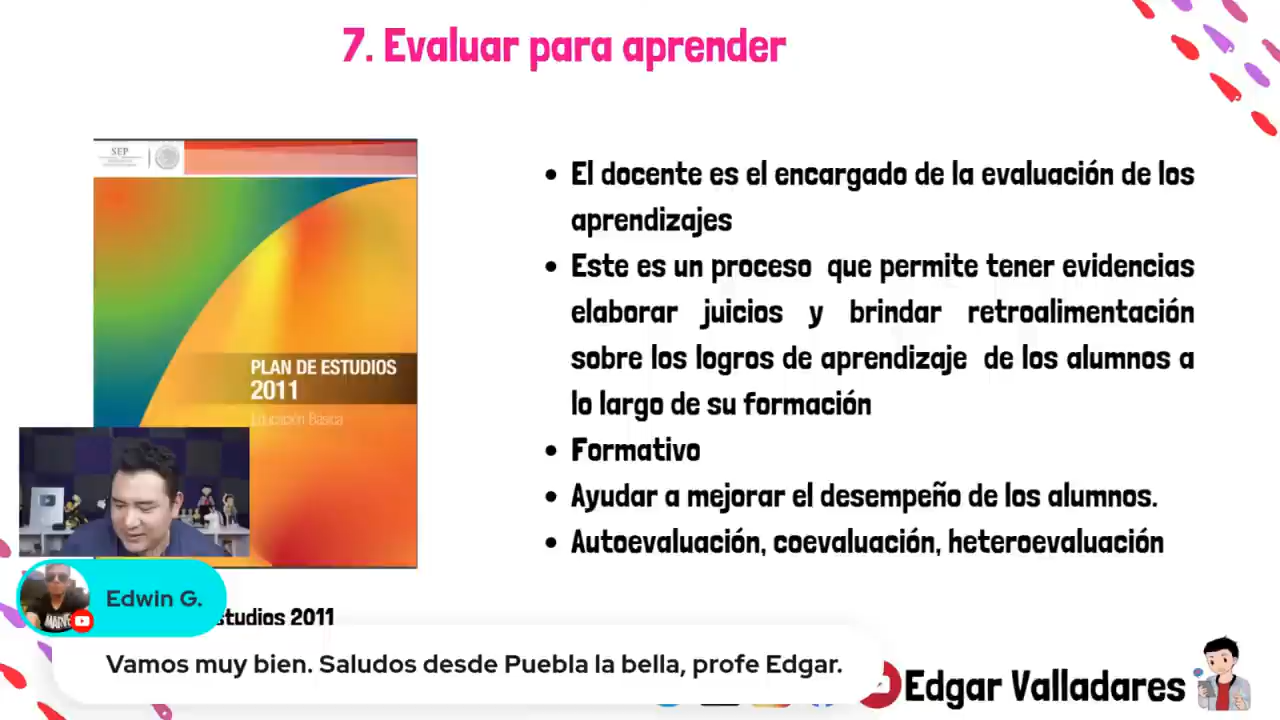 7. Evaluar para aprender
SEP
PLAN DE ESTUDIOS
2011
Educación Básica
• El docente es el encargado de la evaluación de los
aprendizajes
• Este es un proceso que permite tener evidencias
elaborar juicios y brindar retroalimentación
sobre los logros de aprendizaje de los alumnos a
lo largo de su formación
• Formativo
• Ayudar a mejorar el desempeño de los alumnos.
• Autoevaluación, coevaluación, heteroevaluación
MARVEL
Edwin G.
studios 2011
Vamos muy bien. Saludos desde Puebla la bella, profe Edgar.
Edgar Valladares